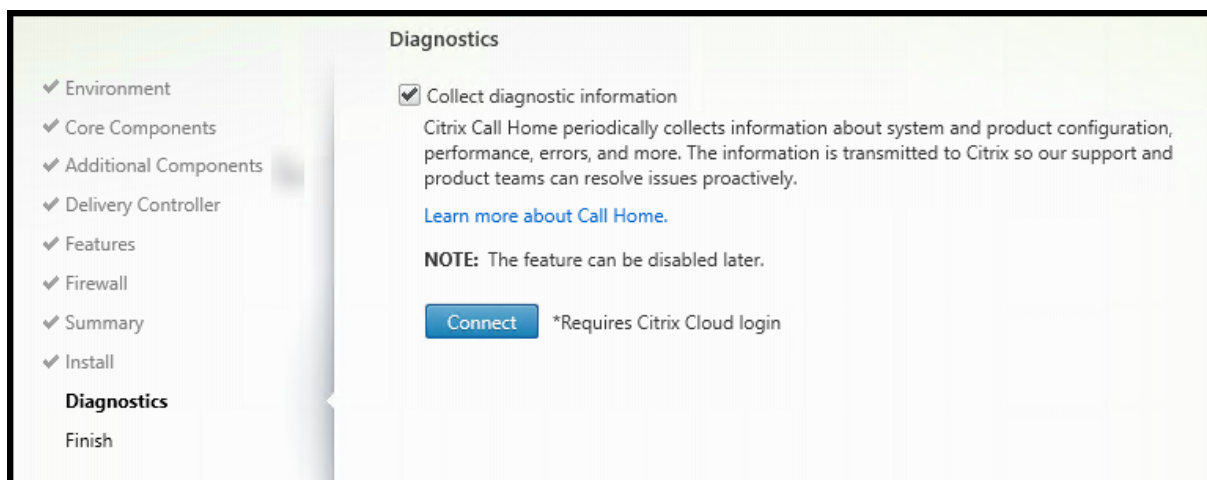 Diagnostics
Environment
Core Components
Additional Components
Delivery Controller
Features
Firewall
Summary
Install
Diagnostics
Finish
Collect diagnostic information
Citrix Call Home periodically collects information about system and product configuration,
performance, errors, and more. The information is transmitted to Citrix so our support and
product teams can resolve issues proactively.
Learn more about Call Home.
NOTE: The feature can be disabled later.
Connect *Requires Citrix Cloud login